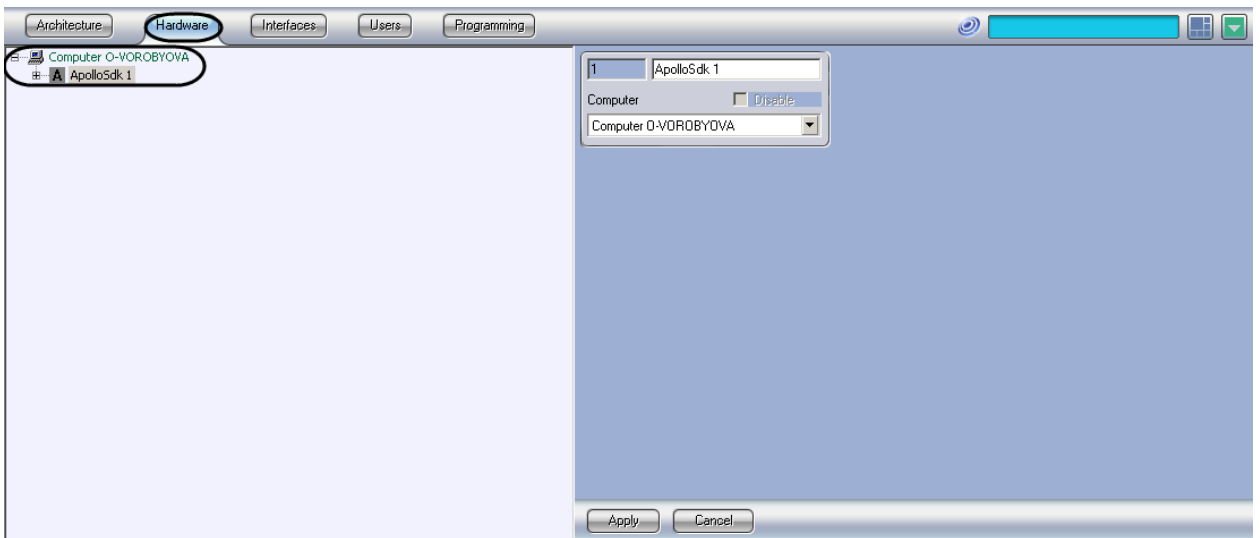 Architecture Hardware Interfaces Users Programming
Computer O-VOROBYOVA
A ApolloSdk 1
1 ApolloSdk 1
Computer Disable
Computer O-VOROBYOVA
Apply Cancel